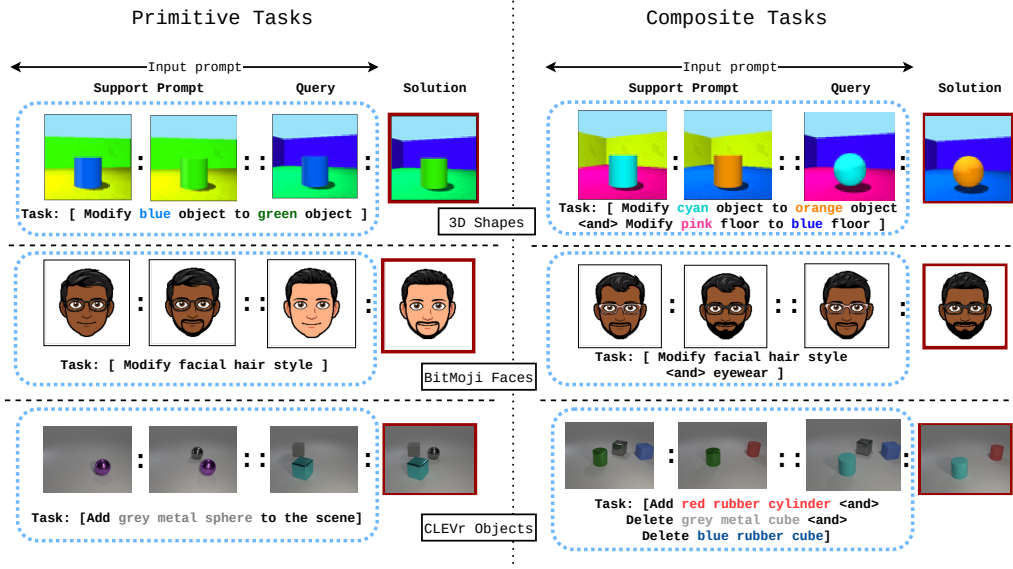 Primitive Tasks
Composite Tasks
Input prompt
Input prompt
Support Prompt
Query
Solution
Support Prompt
Query
Solution
: :: :
: :: :
Task: [ Modify blue object to green object ]
Task: [ Modify cyan object to orange object
<and> Modify pink floor to blue floor ]
3D Shapes
: :: :
: :: :
Task: [ Modify facial hair style ]
Task: [ Modify facial hair style
<and> eyewear ]
BitMoji Faces
: :: :
: :: :
Task: [Add grey metal sphere to the scene]
Task: [Add red rubber cylinder <and>
Delete grey metal cube <and>
Delete blue rubber cube]
CLEVr Objects